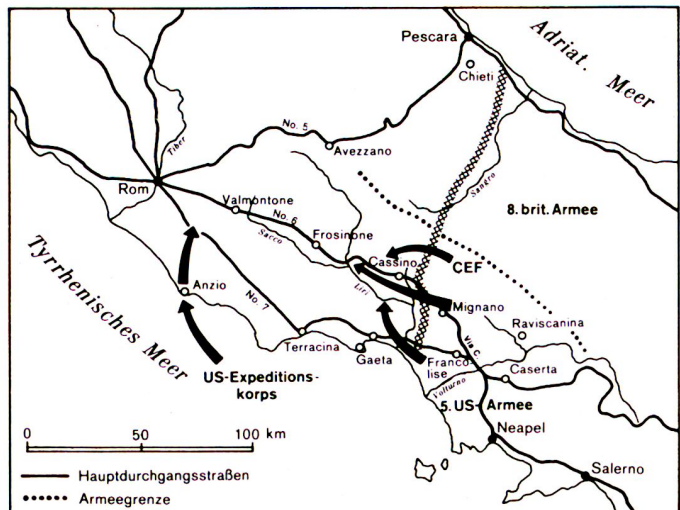 Pescara
Chieti
Adriat. Meer
No. 5
Tiber
Avezzano
Rom
Sangro
Valmontone
No. 6
8. brit. Armee
Frosinone
Sacco
Cassino
CEF
Tyrrhenisches Meer
Anzio
Liri
No. 7
Mignano
Raviscanina
Terracina
Gaeta
Via C.
US-Expeditions-
korps
Franco-
lise
Caserta
Volturno
5. US-Armee
Neapel
0 50 100 km
Salerno
Hauptdurchgangsstraßen
Armeegrenze